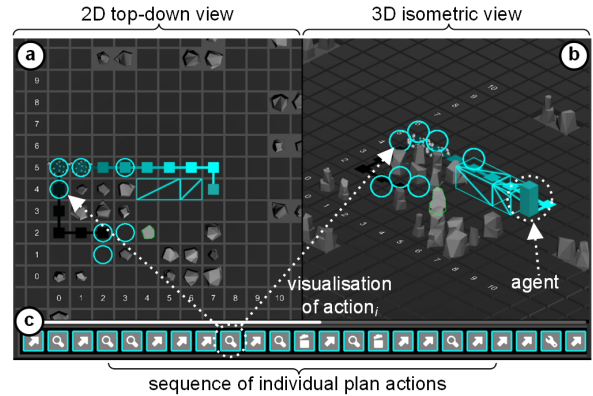 2D top-down view
3D isometric view
a
b
9
8
7
6
5
4
3
2
1
0
0 1 2 3 4 5 6 7 8 9 10
visualisation
of action i
agent
c
sequence of individual plan actions